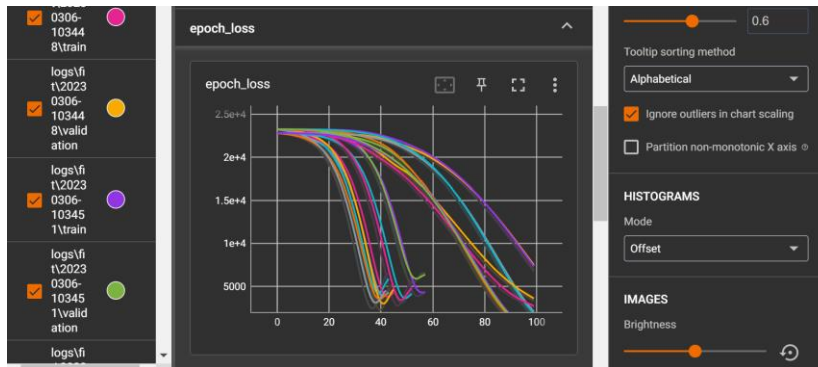 0306-
10344
8\train
logs\fi
t\2023
0306-
10344
8\valid
ation
logs\fi
t\2023
0306-
10345
1\train
logs\fi
t\2023
0306-
10345
1\valid
ation
logs\fi
epoch_loss
epoch_loss
2.5e+4
2e+4
1.5e+4
1e+4
5000
0 20 40 60 80 100
0.6
Tooltip sorting method
Alphabetical
Ignore outliers in chart scaling
Partition non-monotonic X axis
HISTOGRAMS
Mode
Offset
IMAGES
Brightness